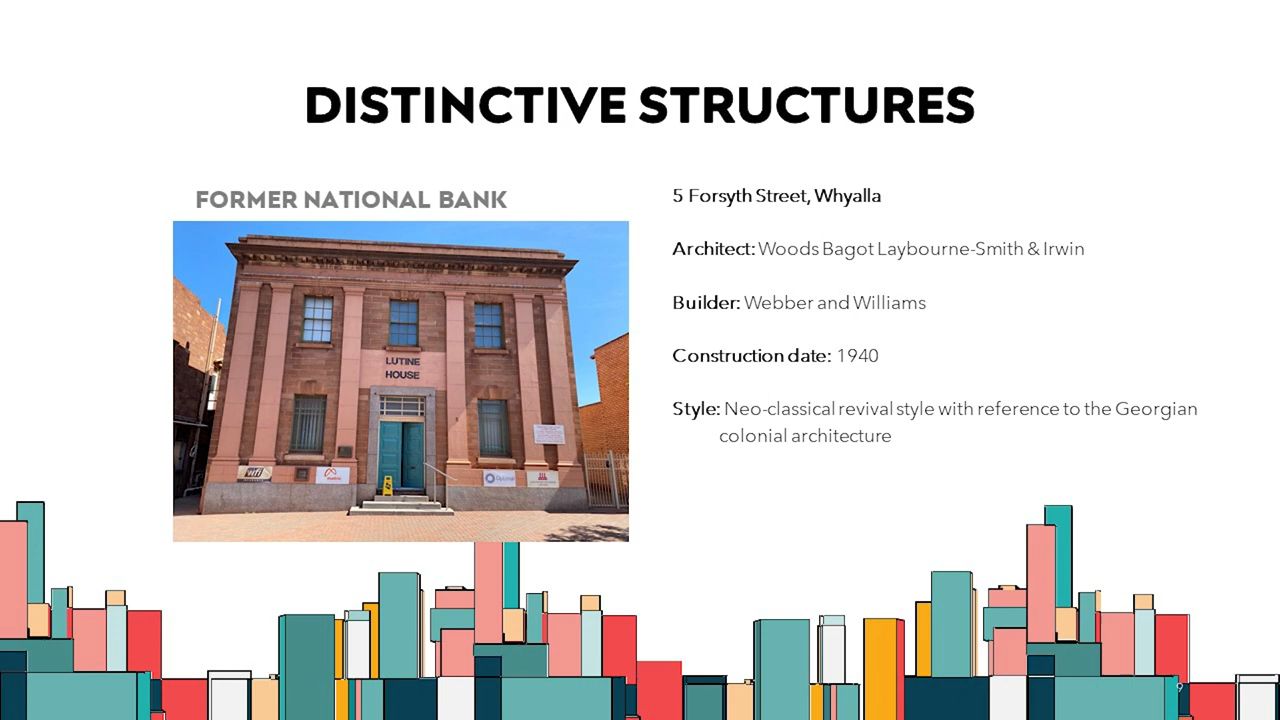 DISTINCTIVE STRUCTURES
FORMER NATIONAL BANK
LUTINE
HOUSE
5 Forsyth Street, Whyalla
Architect: Woods Bagot Laybourne-Smith & Irwin
Builder: Webber and Williams
Construction date: 1940
Style: Neo-classical revival style with reference to the Georgian
colonial architecture
9